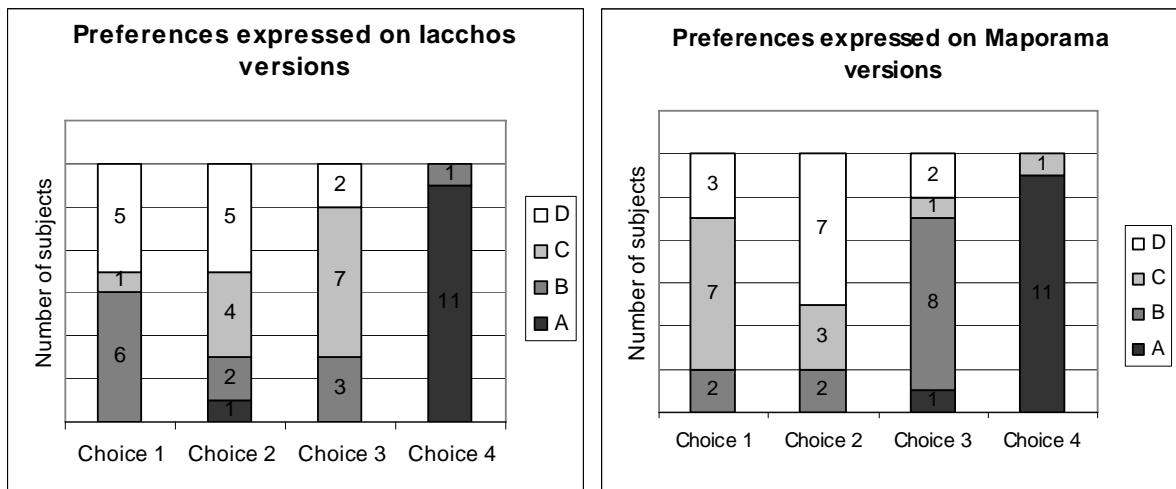 Preferences expressed on Iacchos
versions
Number of subjects
5
1
6
5
4
2
1
2
7
3
1
11
Choice 1 Choice 2 Choice 3 Choice 4
D
C
B
A
Preferences expressed on Maporama
versions
Number of subjects
3
7
2
7
3
2
2
1
8
1
1
11
Choice 1 Choice 2 Choice 3 Choice 4
D
C
B
A